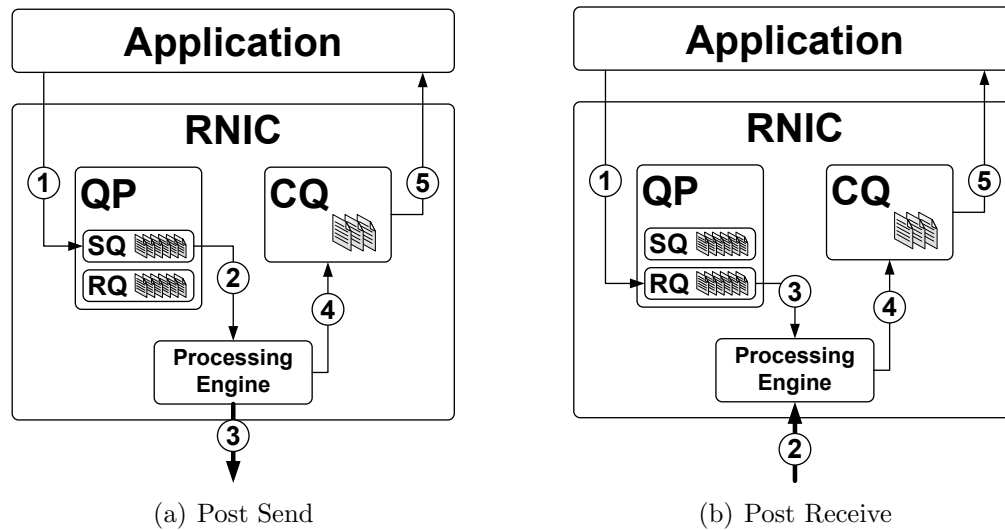 Application
RNIC
1
QP
CQ
5
SQ
2
RQ
4
Processing
Engine
3
(a) Post Send
Application
RNIC
1
QP
CQ
5
SQ
RQ
3
4
Processing
Engine
2
(b) Post Receive